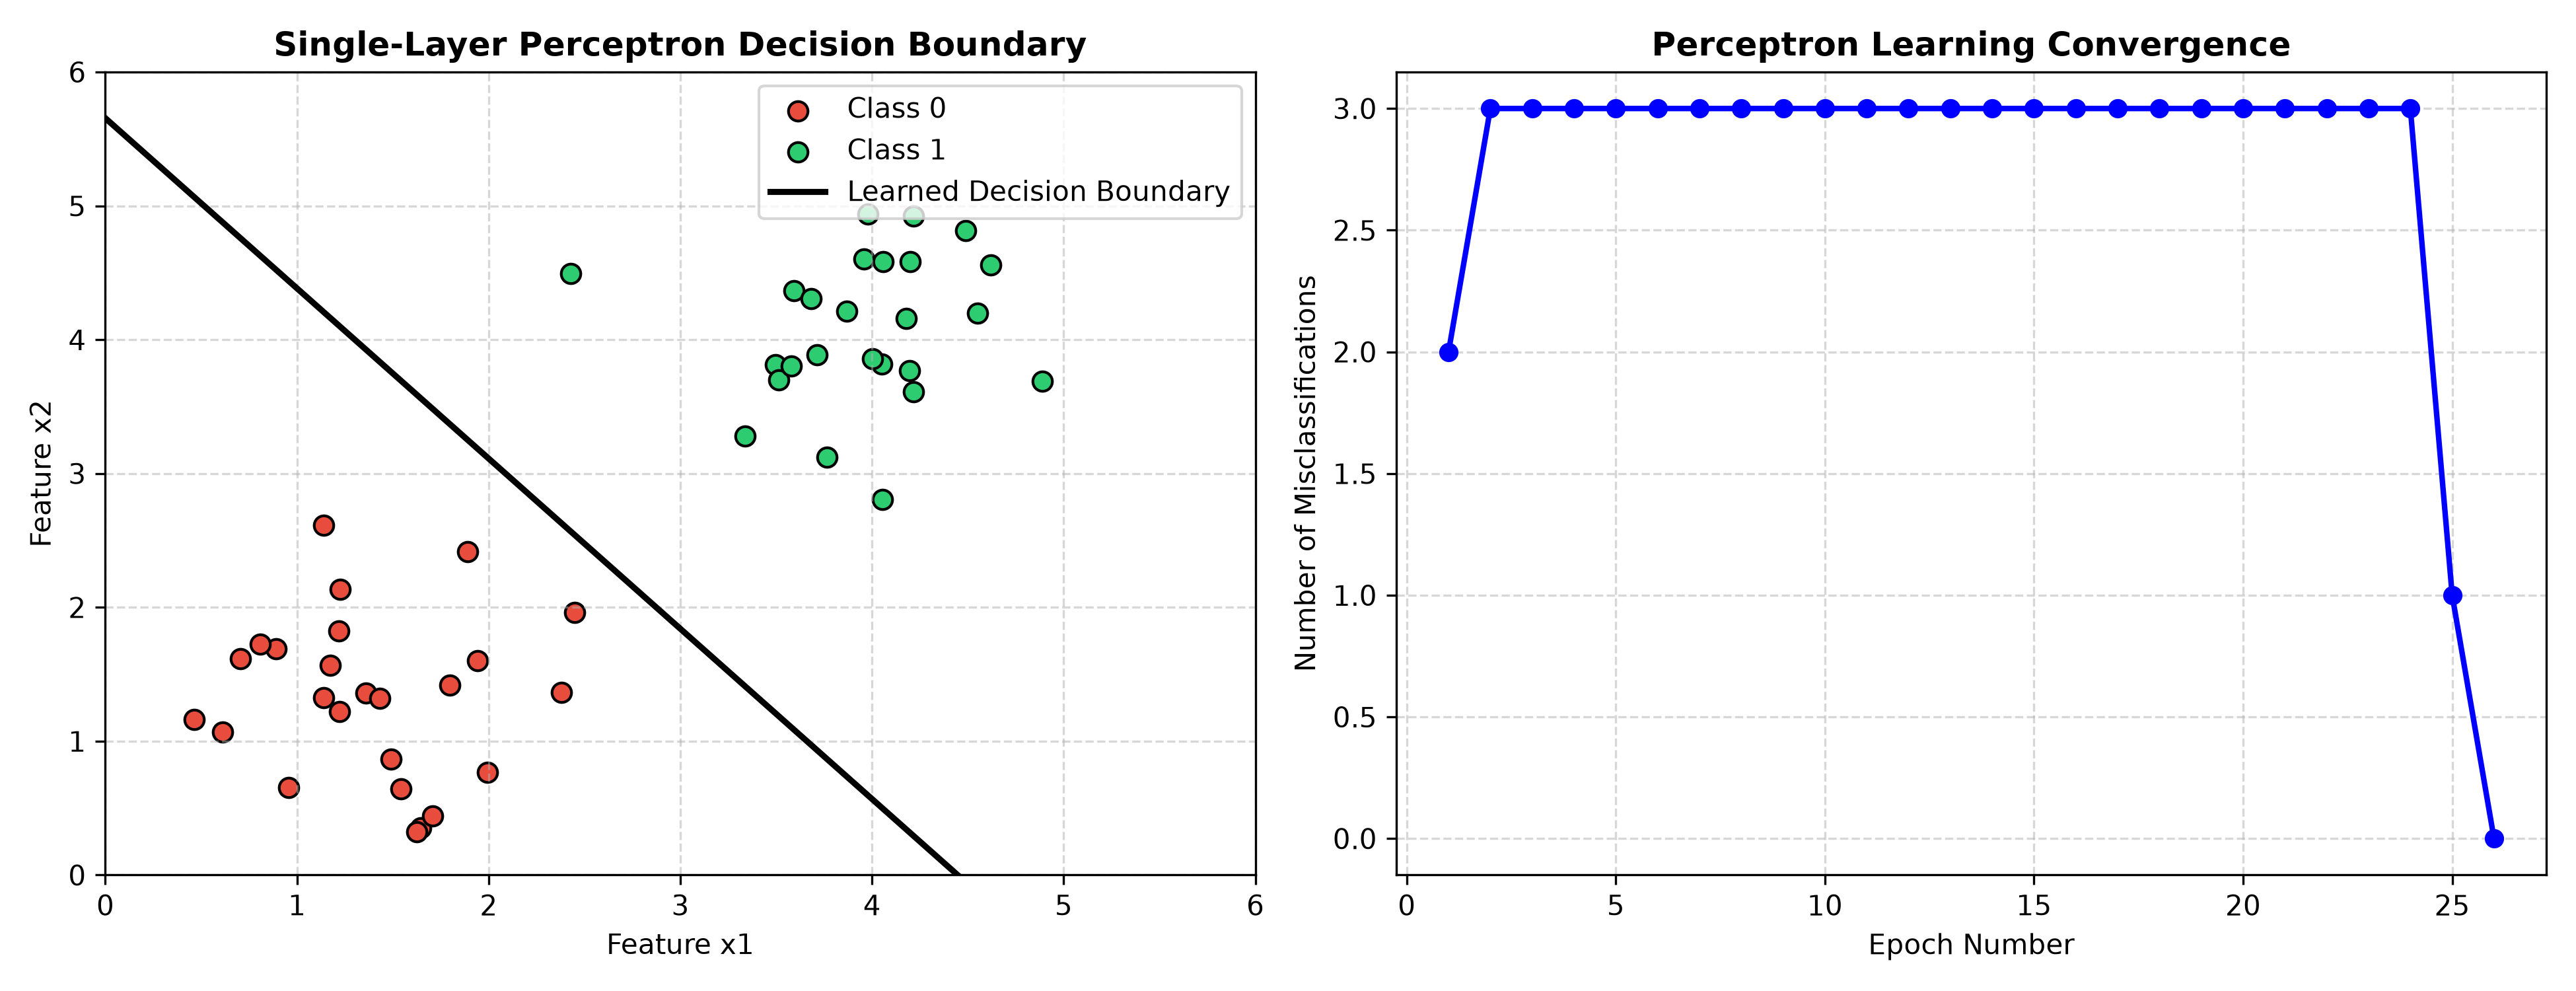 Single-Layer Perceptron Decision Boundary
6
5
4
3
2
1
0
Feature x2
Class 0
Class 1
Learned Decision Boundary
0 1 2 3 4 5 6
Feature x1
Perceptron Learning Convergence
3.0
2.5
2.0
1.5
1.0
0.5
0.0
Number of Misclassifications
0 5 10 15 20 25
Epoch Number